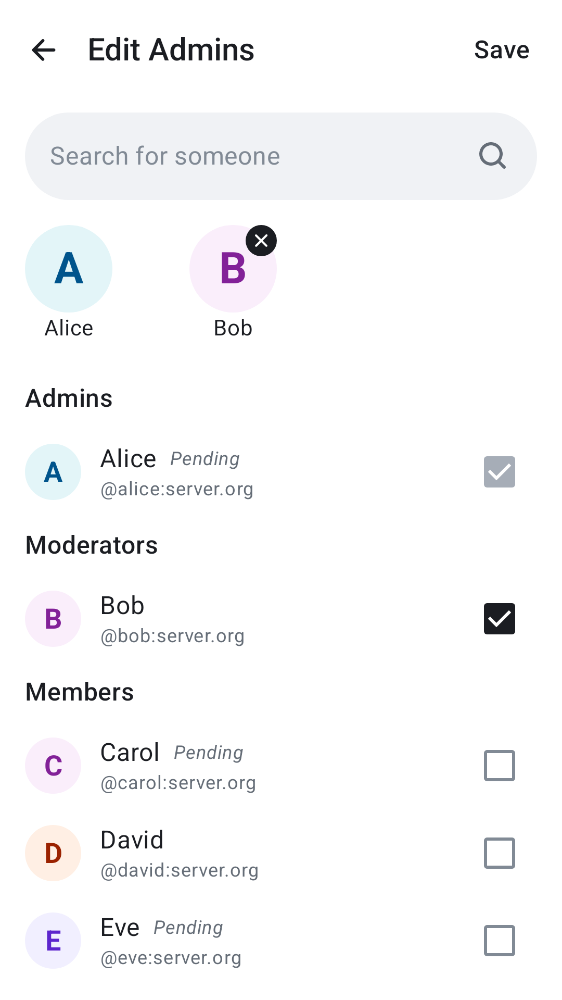 Edit Admins Save
Search for someone
A B
Alice Bob
Admins
A Alice Pending
@alice:server.org
Moderators
B Bob
@bob:server.org
Members
C Carol Pending
@carol:server.org
D David
@david:server.org
E Eve Pending
@eve:server.org